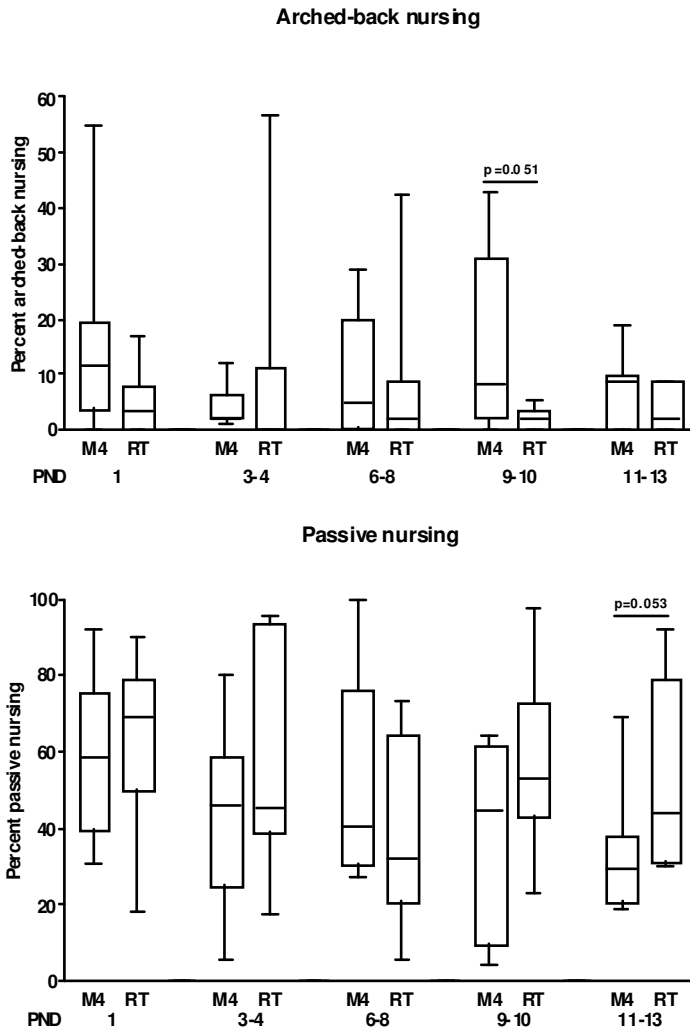 Arched-back nursing
60
50
p=0.051
40
30
20
10
0
Percent arched-back nursing
M4 RT M4 RT M4 RT M4 RT M4 RT
PND 1 3-4 6-8 9-10 11-13
Passive nursing
100
p=0.053
80
60
40
20
0
Percent passive nursing
M4 RT M4 RT M4 RT M4 RT M4 RT
PND 1 3-4 6-8 9-10 11-13